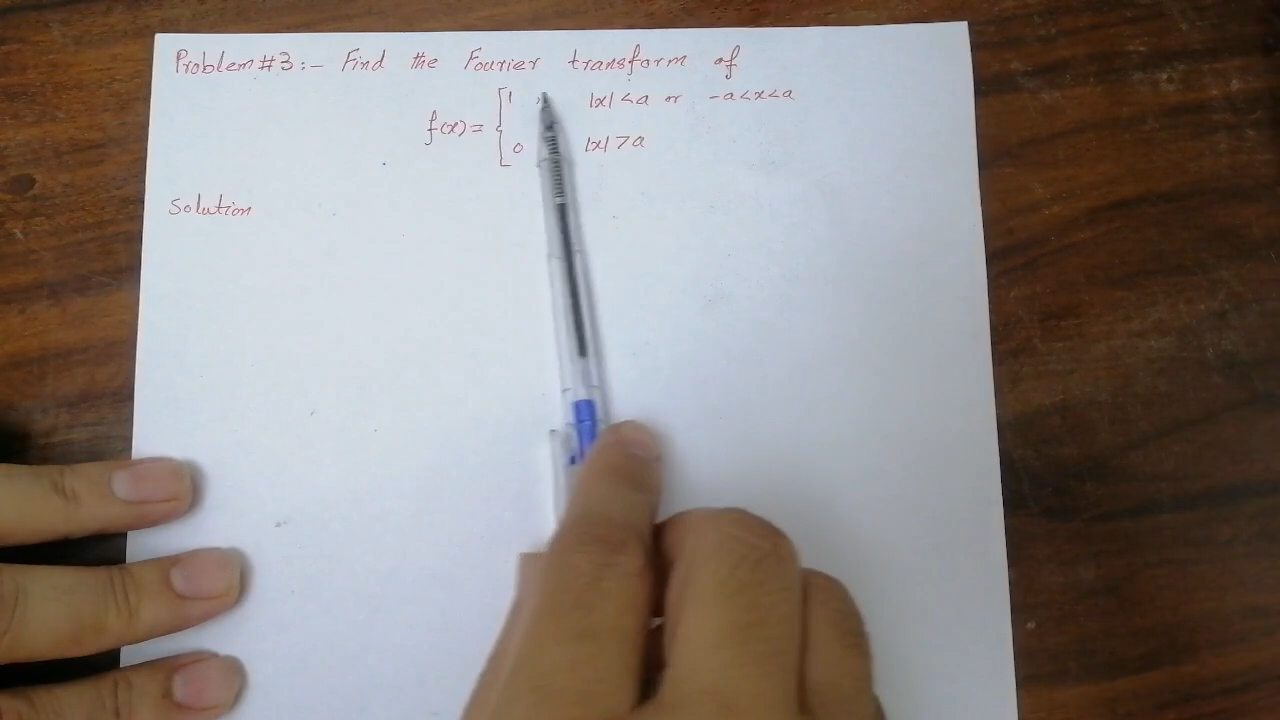 Problem #3:- Find the Fourier transform of
f(x) = { 1 , |x| < a or -a<x<a
0 |x| > a
Solution